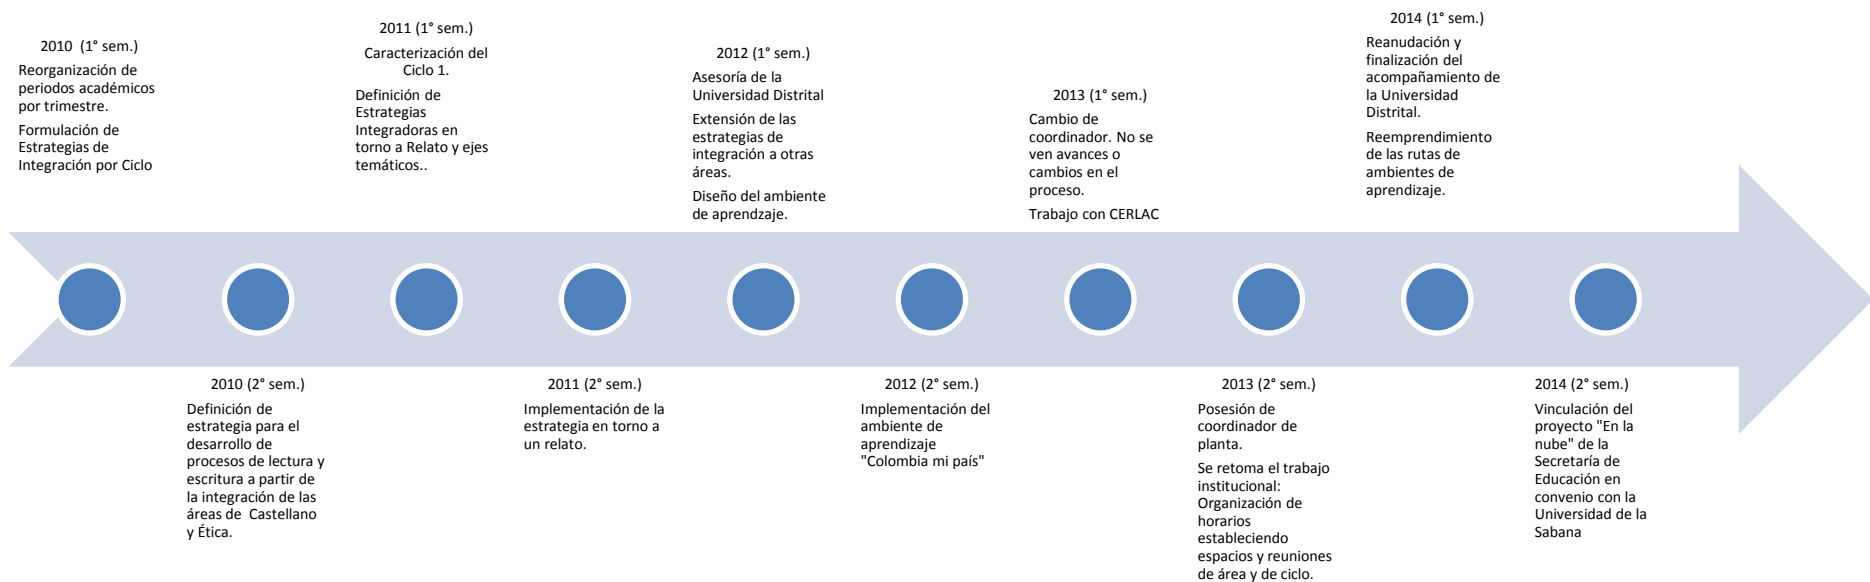 2010  (1° sem.)
Reorganización de
periodos académicos
por trimestre.
Formulación de
Estrategias de
Integración por Ciclo
2010 (2° sem.)
Definición de
estrategia para el
desarrollo de
procesos de lectura y
escritura a partir de
la integración de las
áreas de  Castellano
y Ética.
2011 (1° sem.)
Caracterización del
Ciclo 1.
Definición de
Estrategias
Integradoras en
torno a Relato y ejes
temáticos..
2011 (2° sem.)
Implementación de la
estrategia en torno a
un relato.
2012 (1° sem.)
Asesoría de la
Universidad Distrital
Extensión de las
estrategias de
integración a otras
áreas.
Diseño del ambiente
de aprendzaje.
2012 (2° sem.)
Implementación del
ambiente de
aprendizaje
"Colombia mi país"
2013 (1° sem.)
Cambio de
coordinador. No se
ven avances o
cambios en el
proceso.
Trabajo con CERLAC
2013 (2° sem.)
Posesión de
coordinador de
planta.
Se retoma el trabajo
institucional:
Organización de
horarios
estableciendo
espacios y reuniones
de área y de ciclo.
2014 (1° sem.)
Reanudación y
finalización del
acompañamiento de
la Universidad
Distrital.
Reemprendimiento
de las rutas de
ambientes de
aprendizaje.
2014 (2° sem.)
Vinculación del
proyecto "En la
nube" de la
Secretaría de
Educación en
convenio con la
Universidad de la
Sabana